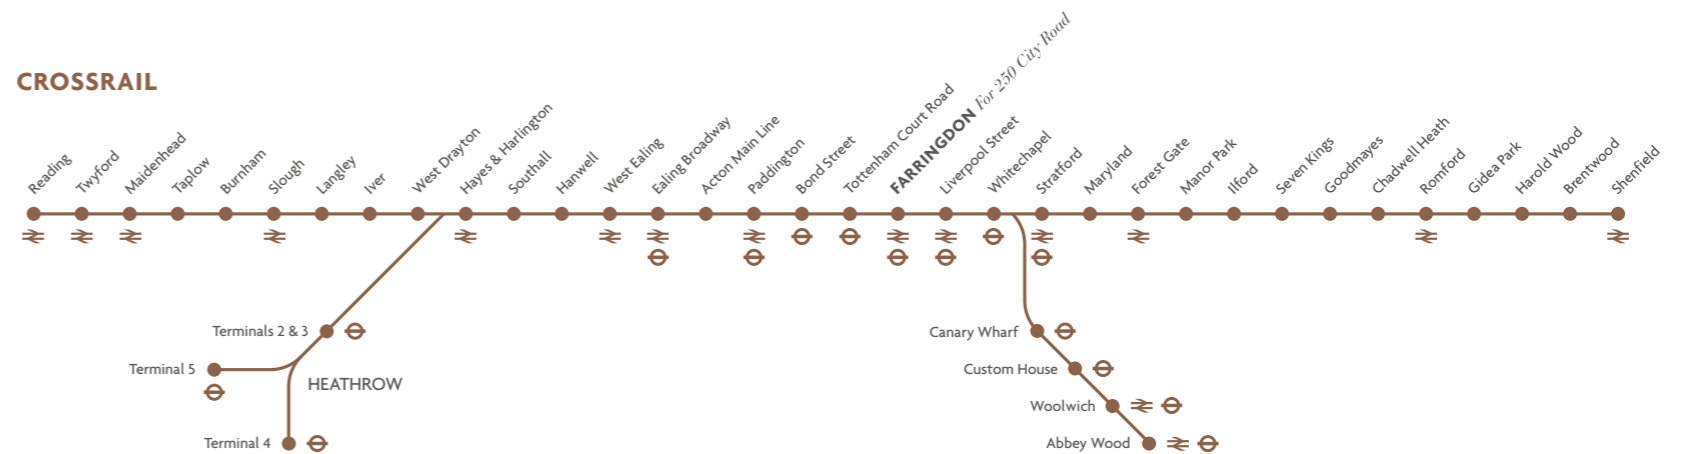 CROSSRAIL
Reading
Twyford
Maidenhead
Taplow
Burnham
Slough
Langley
Iver
West Drayton
Hayes & Harlington
Southall
Hanwell
West Ealing
Ealing Broadway
Acton Main Line
Paddington
Bond Street
Tottenham Court Road
FARRINGDON For 250 City Road
Liverpool Street
Whitechapel
Stratford
Maryland
Forest Gate
Manor Park
Ilford
Seven Kings
Goodmayes
Chadwell Heath
Romford
Gidea Park
Harold Wood
Brentwood
Shenfield
Terminals 2 & 3
Terminal 5
HEATHROW
Terminal 4
Canary Wharf
Custom House
Woolwich
Abbey Wood